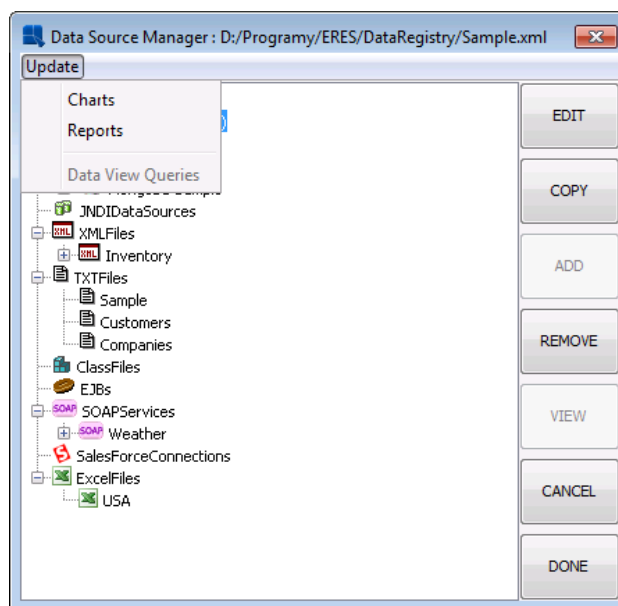 Data Source Manager : D:/Programy/ERES/DataRegistry/Sample.xml
Update
Charts
Reports
Data View Queries
JNDIDataSources
XMLFiles
Inventory
TXTFiles
Sample
Customers
Companies
ClassFiles
EJBs
SOAPServices
Weather
SalesForceConnections
ExcelFiles
USA
EDIT
COPY
ADD
REMOVE
VIEW
CANCEL
DONE